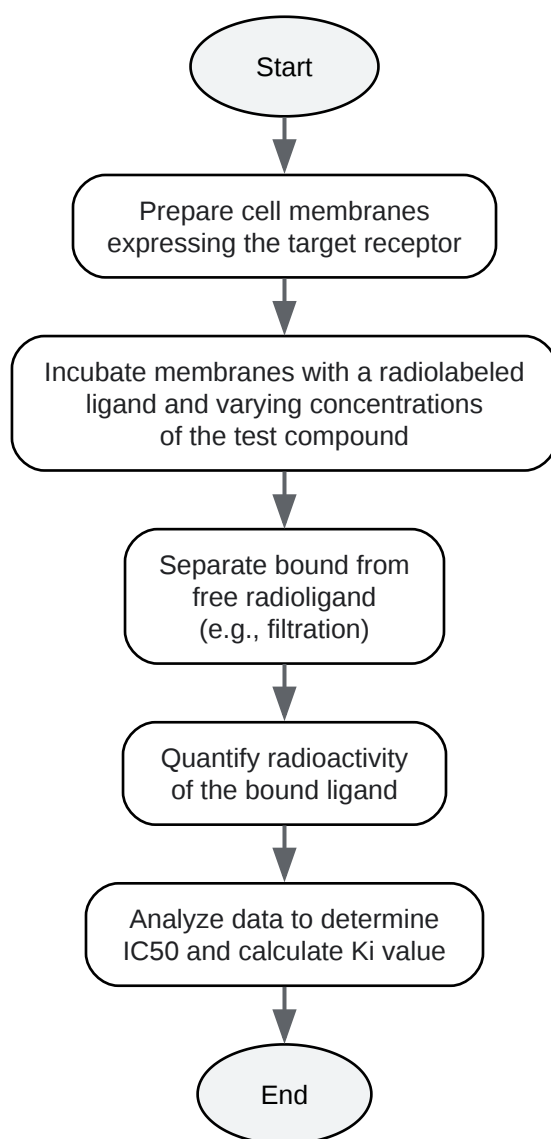 Start
Prepare cell membranes
expressing the target receptor
Incubate membranes with a radiolabeled
ligand and varying concentrations
of the test compound
Separate bound from
free radioligand
(e.g., filtration)
Quantify radioactivity
of the bound ligand
Analyze data to determine
IC50 and calculate Ki value
End